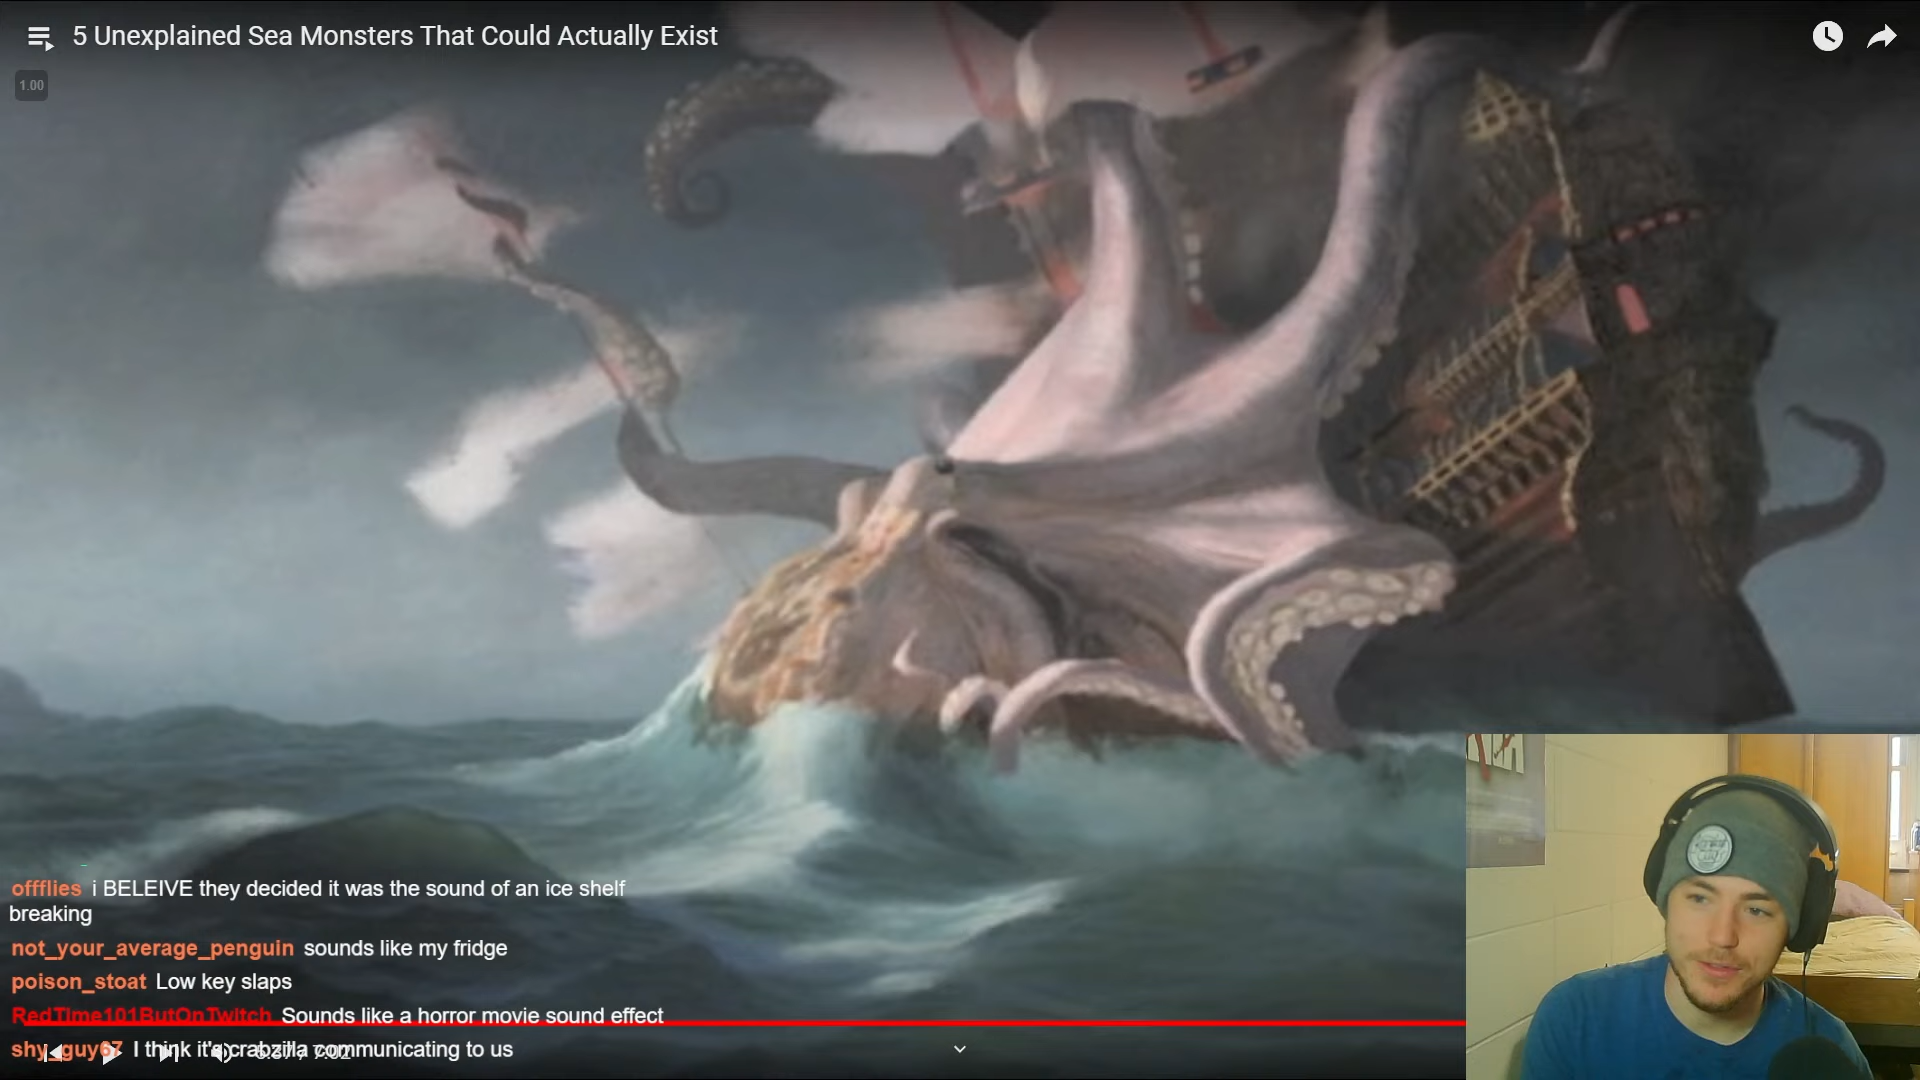 5 Unexplained Sea Monsters That Could Actually Exist
1.00
offflies i BELEIVE they decided it was the sound of an ice shelf
breaking
not_your_average_penguin sounds like my fridge
poison_stoat Low key slaps
RedTIme101ButOnTwitch Sounds like a horror movie sound effect
shy_guy67 I think it's crabzilla communicating to us